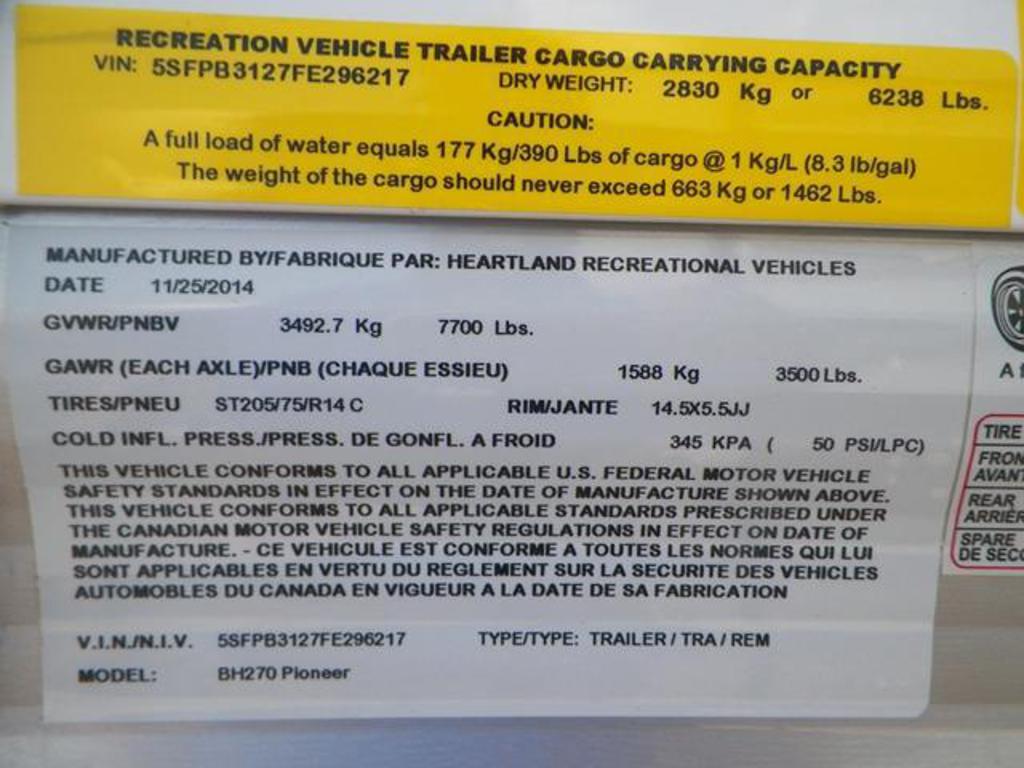 RECREATION VEHICLE TRAILER CARGO CARRYING CAPACITY
VIN: 5SFPB3127FE296217 DRY WEIGHT: 2830 Kg or 6238 Lbs.
CAUTION:
A full load of water equals 177 Kg/390 Lbs of cargo @ 1 Kg/L (8.3 lb/gal)
The weight of the cargo should never exceed 663 Kg or 1462 Lbs.
MANUFACTURED BY/FABRIQUE PAR: HEARTLAND RECREATIONAL VEHICLES
DATE 11/25/2014
GVWR/PNBV 3492.7 Kg 7700 Lbs.
GAWR (EACH AXLE)/PNB (CHAQUE ESSIEU) 1588 Kg 3500 Lbs.
TIRES/PNEU ST205/75/R14 C RIM/JANTE 14.5X5.5JJ
COLD INFL. PRESS./PRESS. DE GONFL. A FROID 345 KPA ( 50 PSI/LPC)
THIS VEHICLE CONFORMS TO ALL APPLICABLE U.S. FEDERAL MOTOR VEHICLE
SAFETY STANDARDS IN EFFECT ON THE DATE OF MANUFACTURE SHOWN ABOVE.
THIS VEHICLE CONFORMS TO ALL APPLICABLE STANDARDS PRESCRIBED UNDER
THE CANADIAN MOTOR VEHICLE SAFETY REGULATIONS IN EFFECT ON DATE OF
MANUFACTURE. - CE VEHICULE EST CONFORME A TOUTES LES NORMES QUI LUI
SONT APPLICABLES EN VERTU DU REGLEMENT SUR LA SECURITE DES VEHICLES
AUTOMOBLES DU CANADA EN VIGUEUR A LA DATE DE SA FABRICATION
V.I.N./N.I.V. 5SFPB3127FE296217 TYPE/TYPE: TRAILER / TRA / REM
MODEL: BH270 Pioneer
A f
TIRE
FRON
AVANT
REAR
ARRIER
SPARE
DE SECO